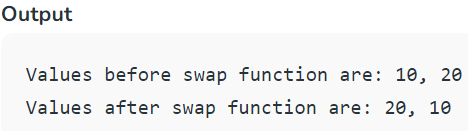 Output
Values before swap function are: 10, 20
Values after swap function are: 20, 10